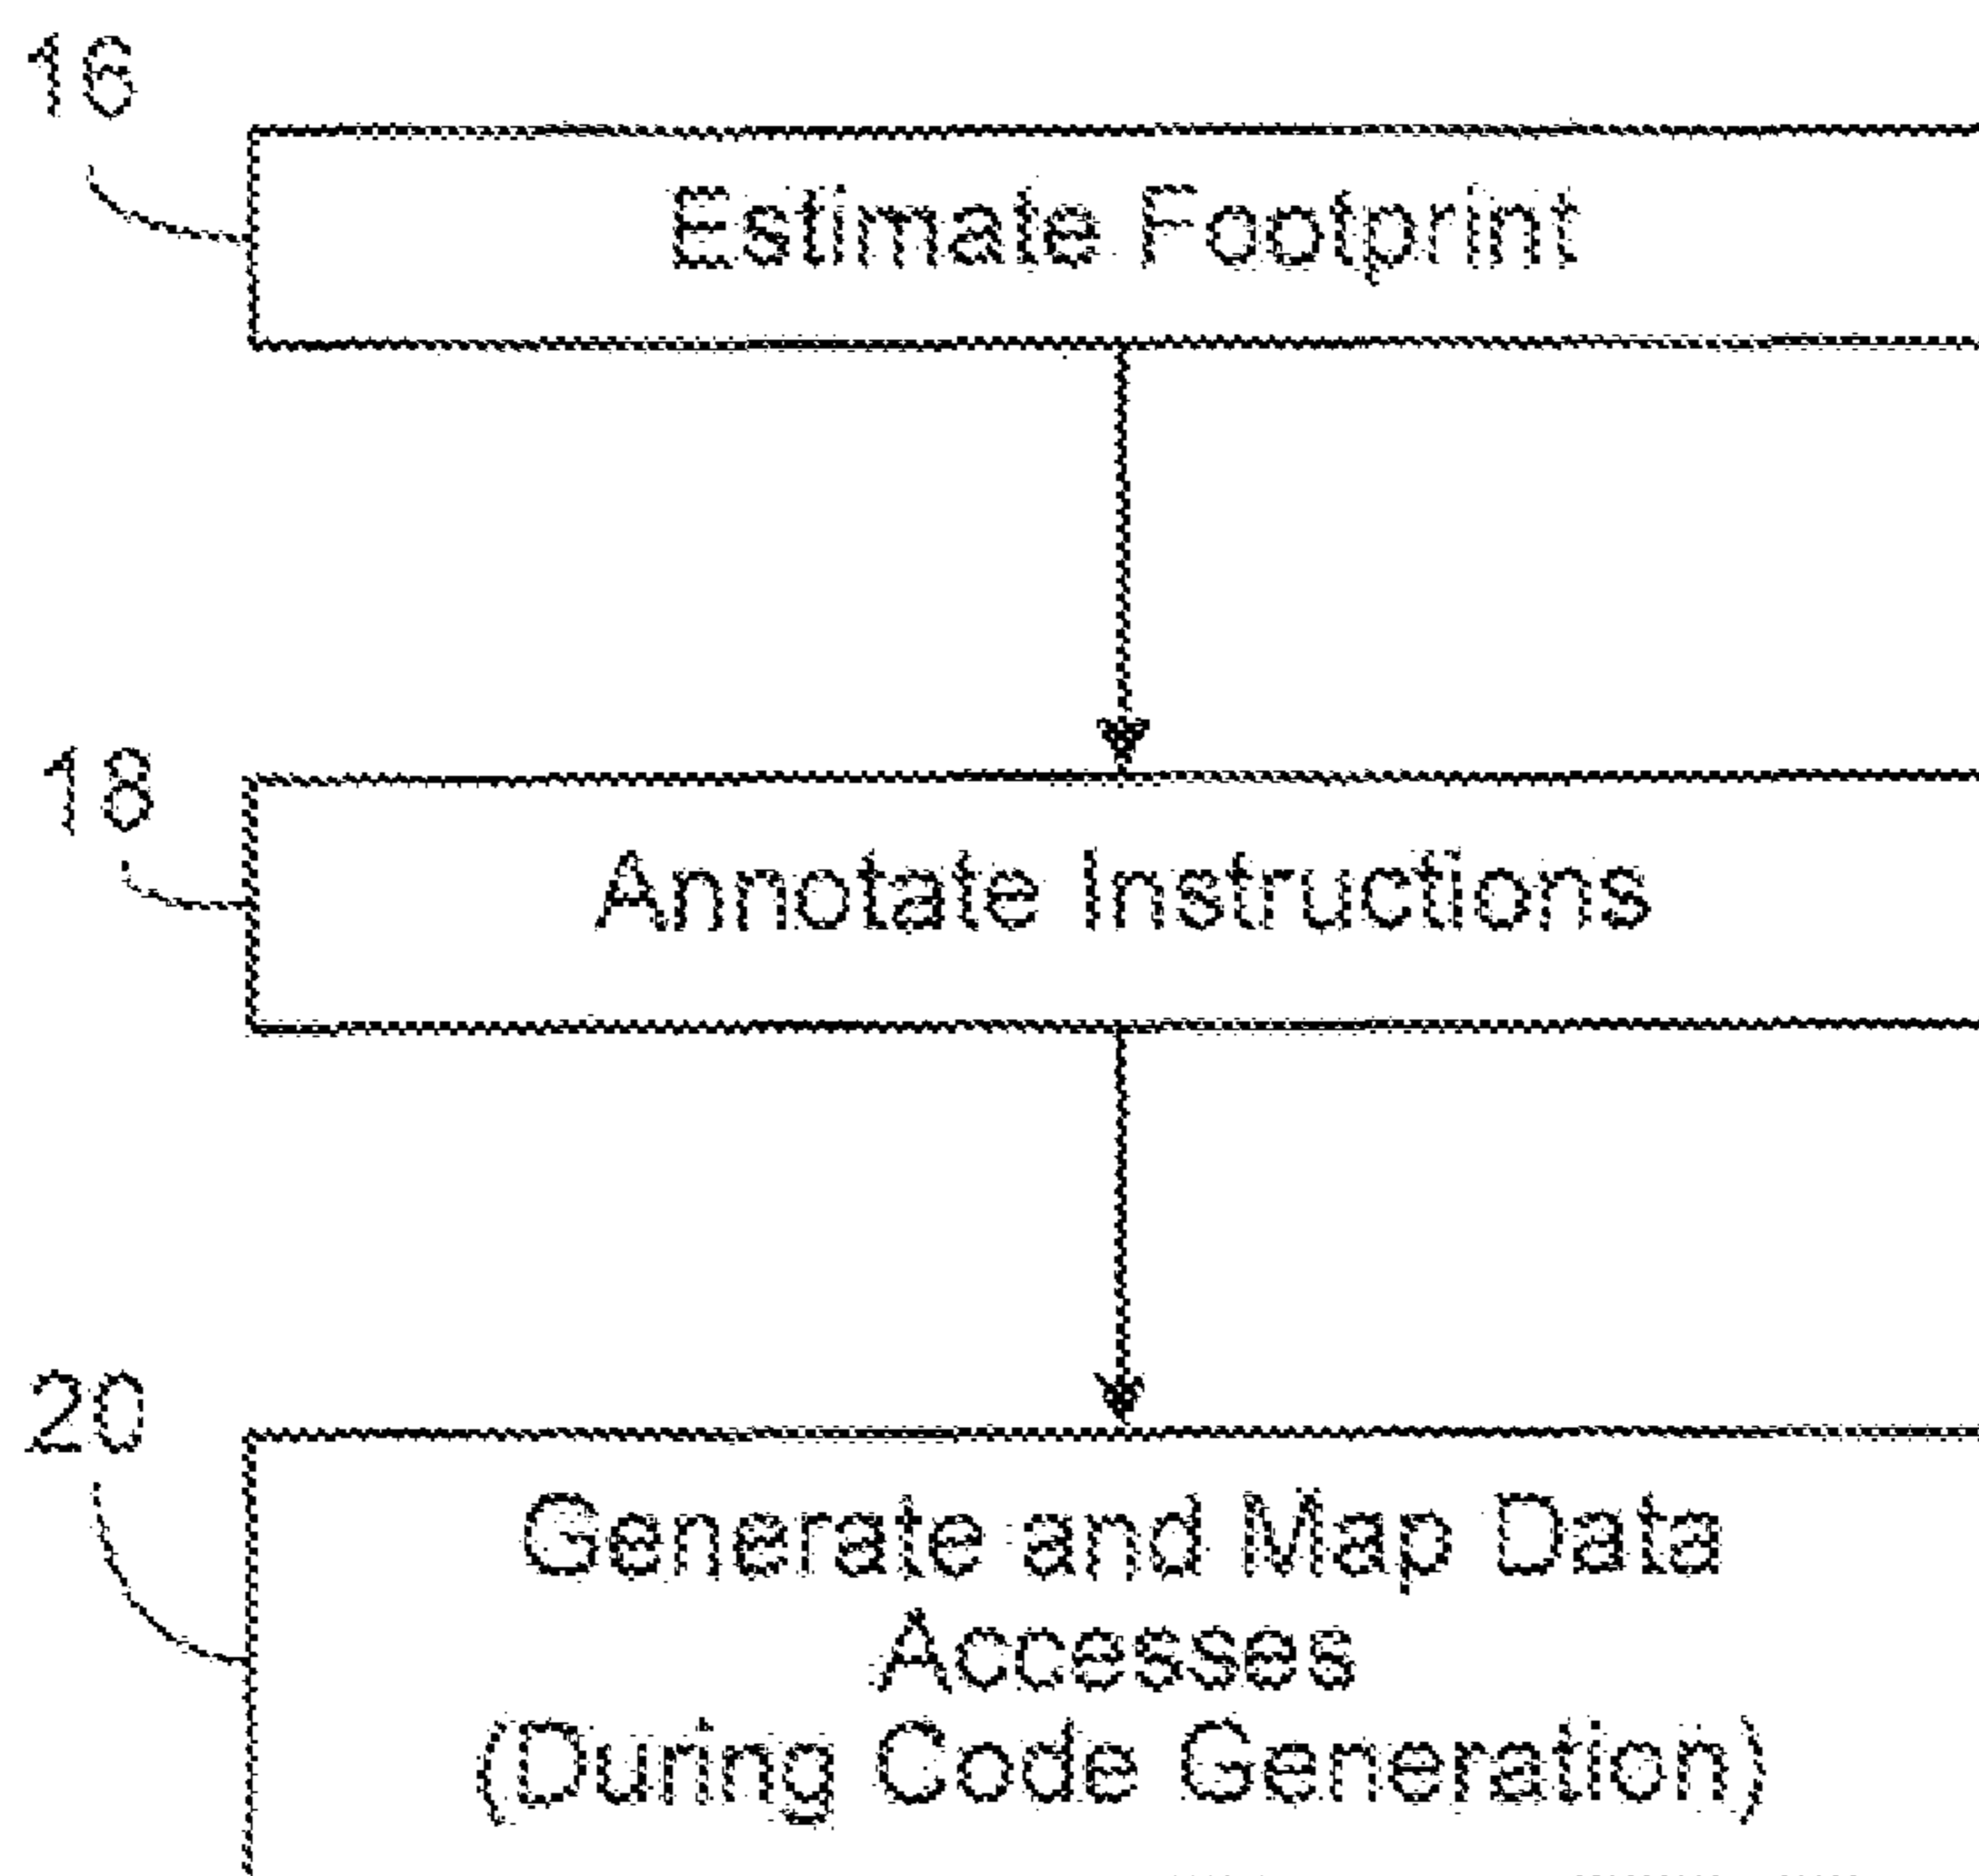 16
Estimate Footprint
18
Annotate Instructions
20
Generate and Map Data
Accesses
(During Code Generation)